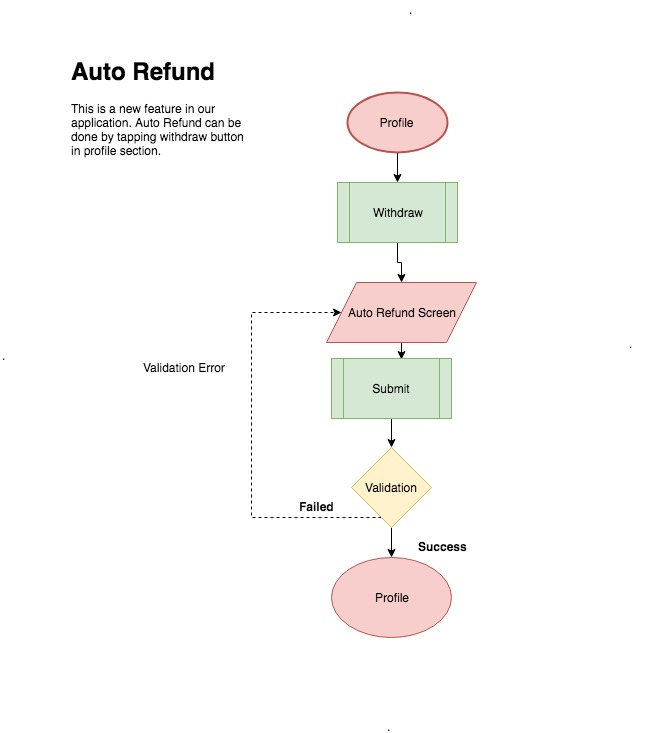 Auto Refund
This is a new feature in our
application. Auto Refund can be
done by tapping withdraw button
in profile section.
Profile
Withdraw
Auto Refund Screen
Validation Error
Submit
Validation
Failed
Success
Profile